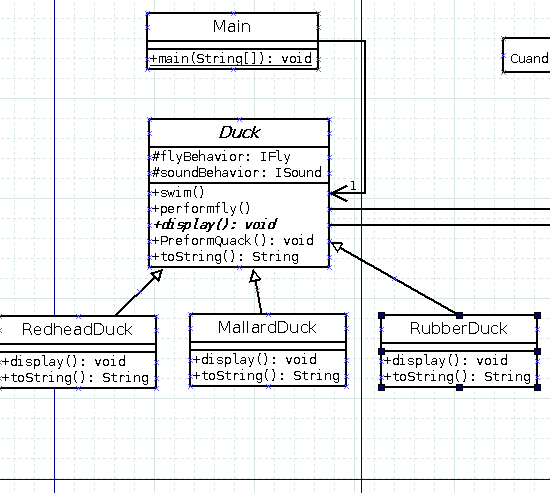 Main
+main(String[]): void
Cuand
Duck
#flyBehavior: IFly
#soundBehavior: ISound
+swim()
1
+performfly()
+display(): void
+PreformQuack(): void
+toString(): String
RedheadDuck
+display(): void
+toString(): String
MallardDuck
+display(): void
+toString(): String
RubberDuck
+display(): void
+toString(): String